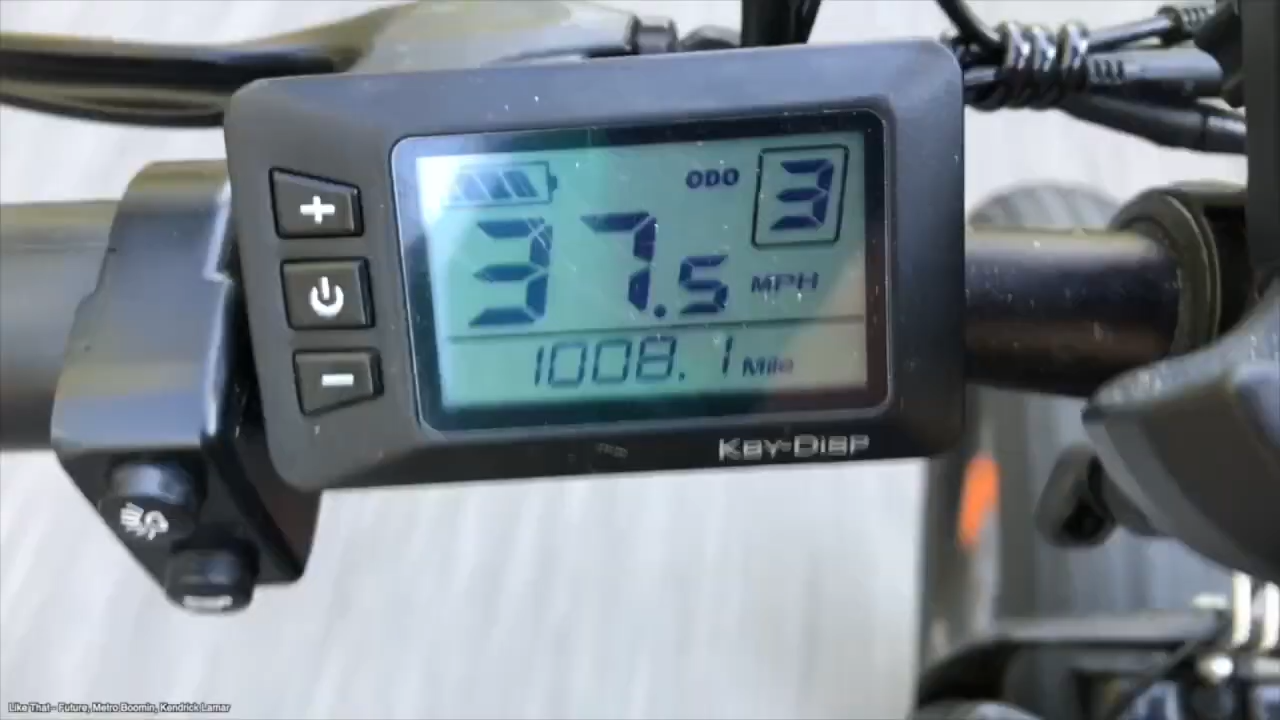 ODO 3
37.5 MPH
1008.1 Mile
KEY-DISP
Like That - Future, Metro Boomin, Kendrick Lamar